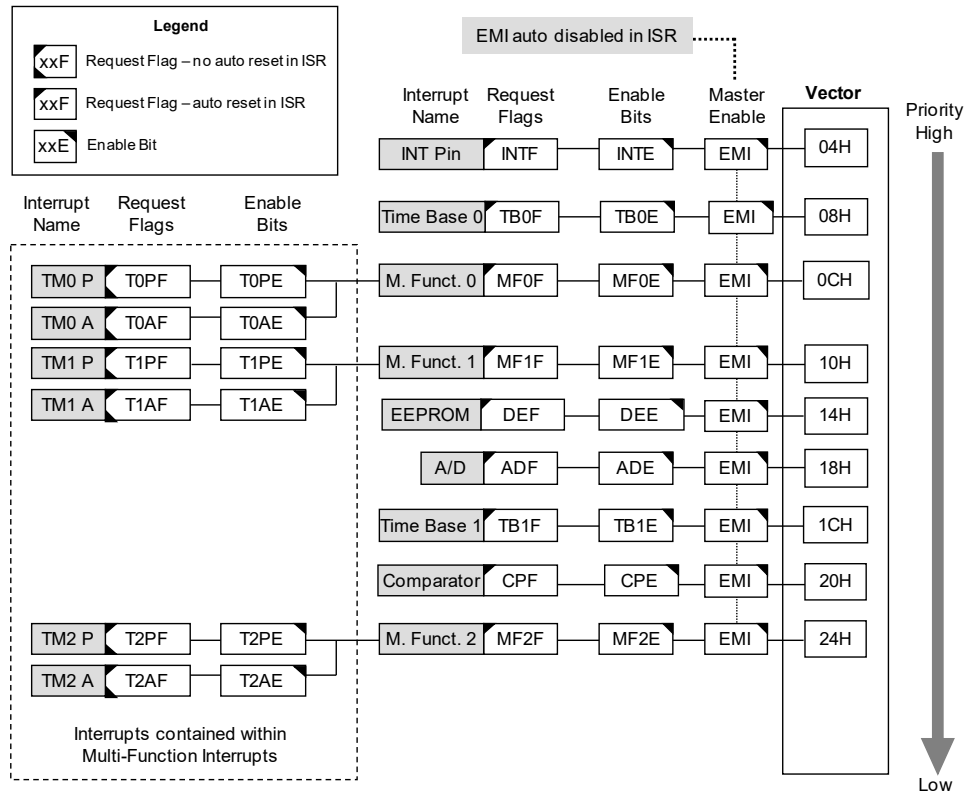 Legend
xxF Request Flag – no auto reset in ISR
xxF Request Flag – auto reset in ISR
xxE Enable Bit
EMI auto disabled in ISR
Interrupt Name Request Flags Enable Bits Master Enable Vector
Priority High
INT Pin INTF INTE EMI 04H
Interrupt Name Request Flags Enable Bits
Time Base 0 TB0F TB0E EMI 08H
TM0 P T0PF T0PE M. Funct. 0 MF0F MF0E EMI 0CH
TM0 A T0AF T0AE
TM1 P T1PF T1PE M. Funct. 1 MF1F MF1E EMI 10H
TM1 A T1AF T1AE EEPROM DEF DEE EMI 14H
A/D ADF ADE EMI 18H
Time Base 1 TB1F TB1E EMI 1CH
Comparator CPF CPE EMI 20H
TM2 P T2PF T2PE M. Funct. 2 MF2F MF2E EMI 24H
TM2 A T2AF T2AE
Interrupts contained within
Multi-Function Interrupts
Low